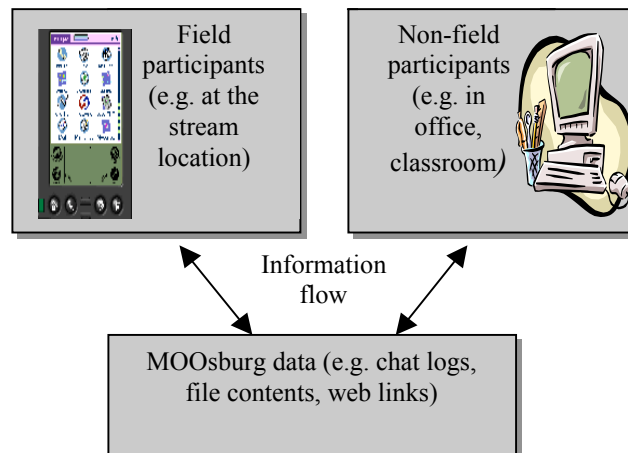 Field
participants
(e.g. at the
stream
location)
Non-field
participants
(e.g. in
office,
classroom)
Information
flow
MOOsburg data (e.g. chat logs,
file contents, web links)